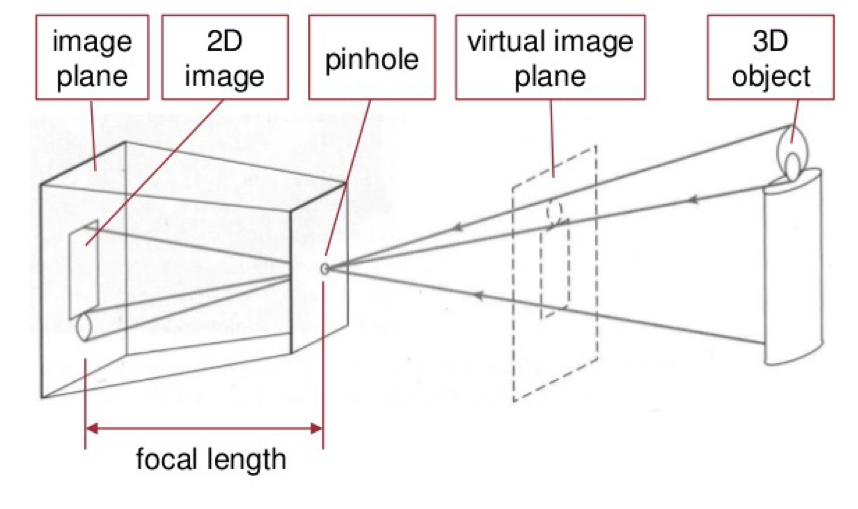 image
plane
2D
image
pinhole
virtual image
plane
3D
object
focal length